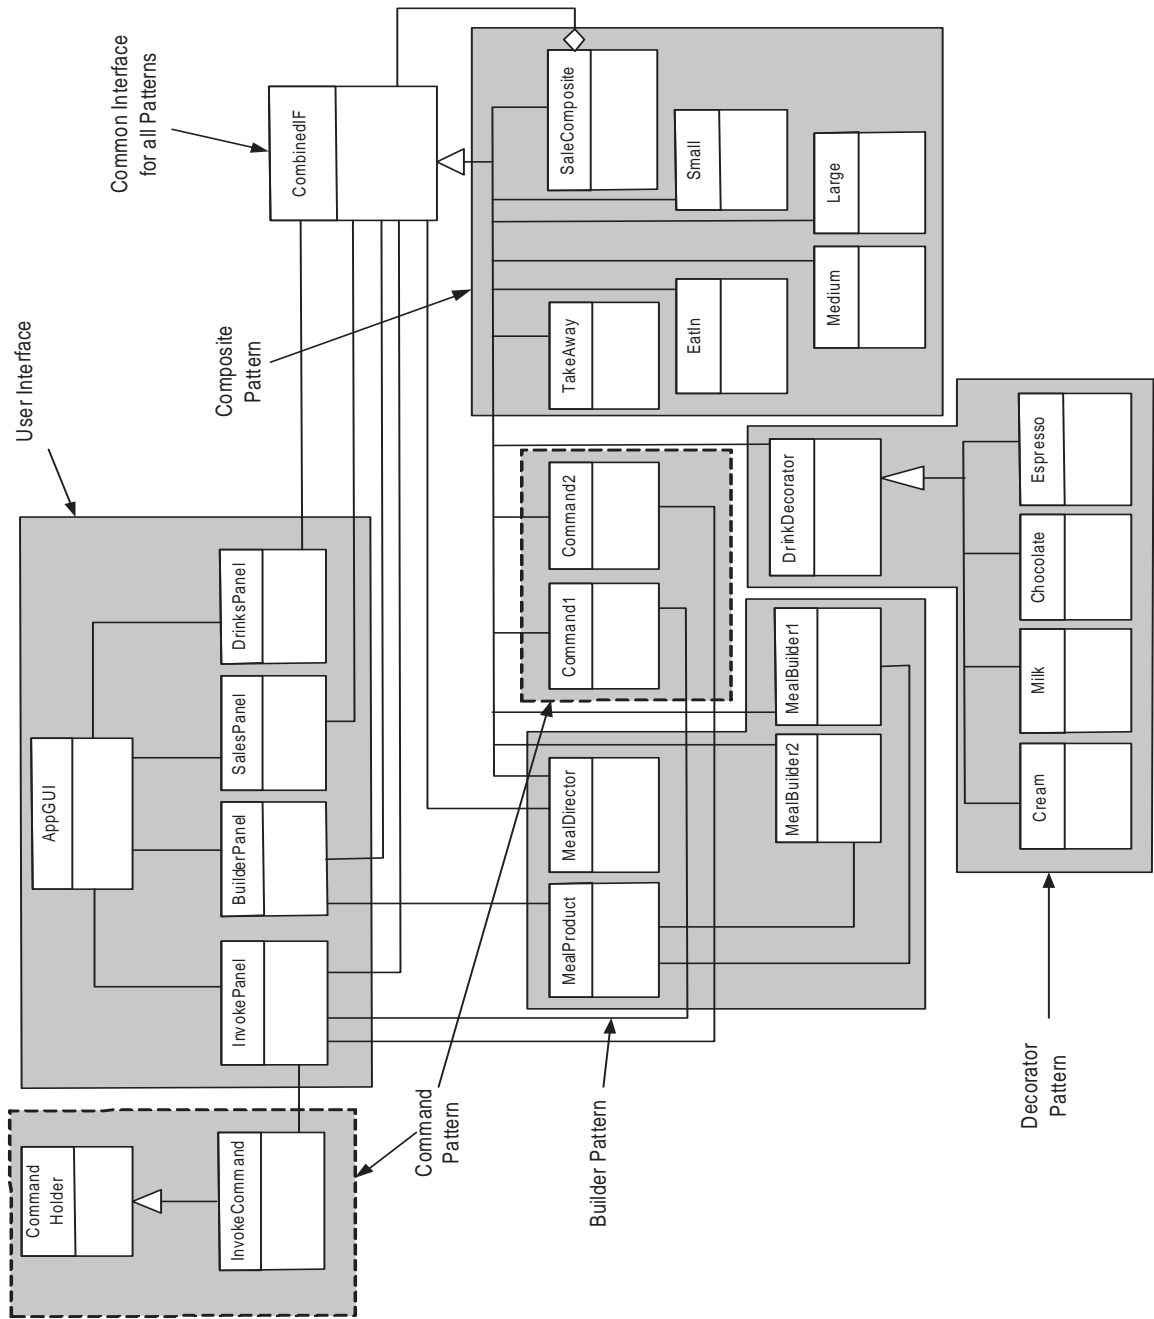 Command
Holder
User Interface
AppGUI
Common Interface
for all Patterns
InvokeCommand
InvokePanel
BuilderPanel
SalesPanel
DrinksPanel
Composite
Pattern
CombinedIF
Command
Pattern
MealProduct
MealDirector
Command1
Command2
TakeAway
SaleComposite
Builder Pattern
EatIn
Small
MealBuilder2
MealBuilder1
DrinkDecorator
Medium
Large
Decorator
Pattern
Cream
Milk
Chocolate
Espresso